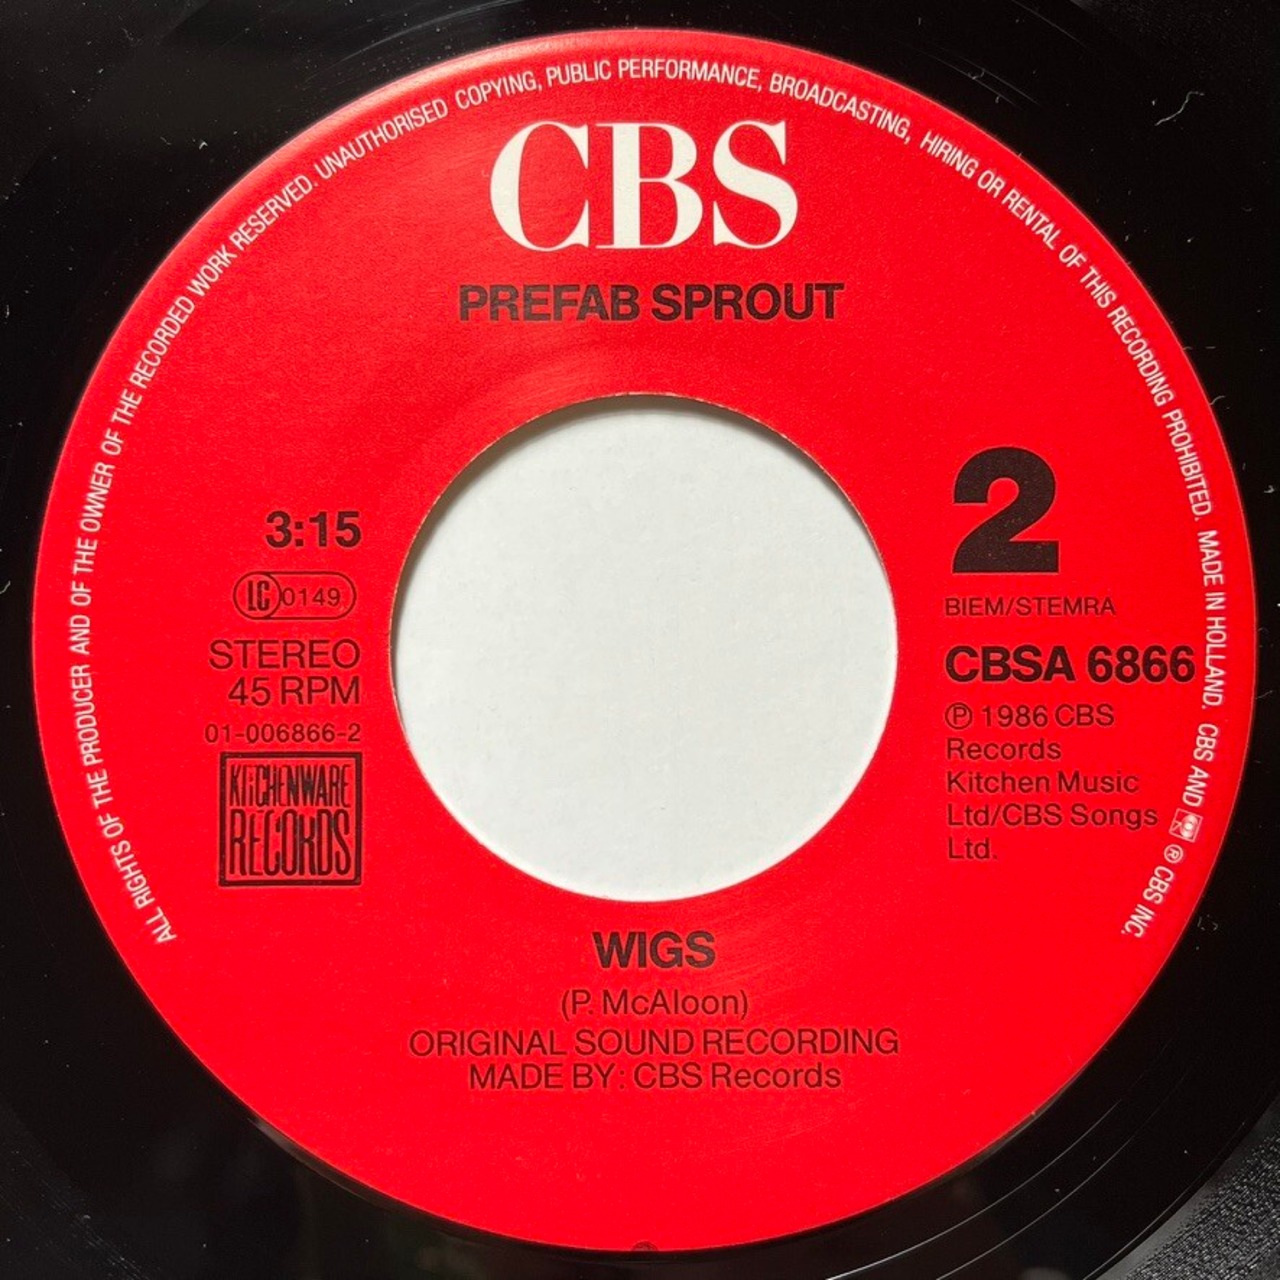 ALL RIGHTS OF THE PRODUCER AND OF THE OWNER OF THE RECORDED WORK RESERVED. UNAUTHORISED COPYING, PUBLIC PERFORMANCE, BROADCASTING, HIRING OR RENTAL OF THIS RECORDING PROHIBITED. MADE IN HOLLAND. CBS AND ® CBS INC.
CBS
PREFAB SPROUT
3:15
LC 0149
STEREO
45 RPM
01-006866-2
KITCHENWARE
RECORDS
2
BIEM/STEMRA
CBSA 6866
℗ 1986 CBS
Records
Kitchen Music
Ltd/CBS Songs
Ltd.
WIGS
(P. McAloon)
ORIGINAL SOUND RECORDING
MADE BY: CBS Records